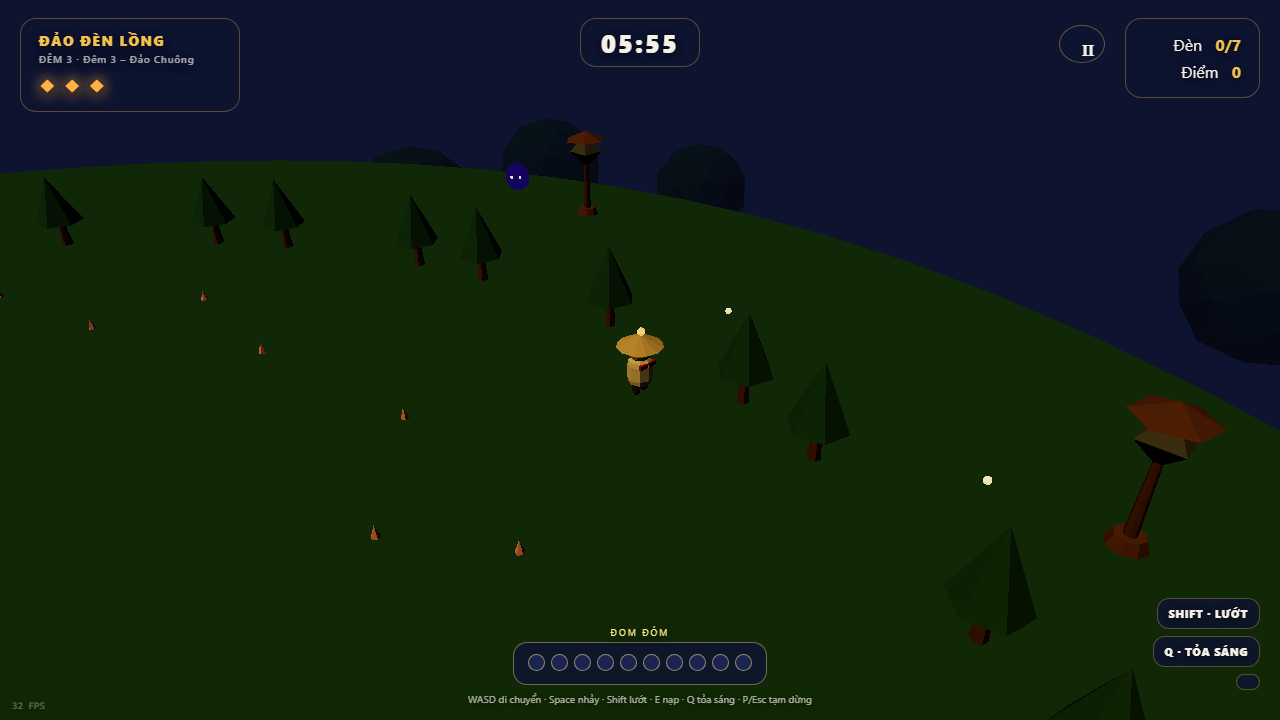 ĐẢO ĐÈN LỒNG
ĐÊM 3 · Đêm 3 – Đảo Chuông
05:55
II
Đèn 0/7
Điểm 0
SHIFT · LƯỚT
Q · TỎA SÁNG
ĐOM ĐÓM
WASD di chuyển · Space nhảy · Shift lướt · E nạp · Q tỏa sáng · P/Esc tạm dừng
32 FPS